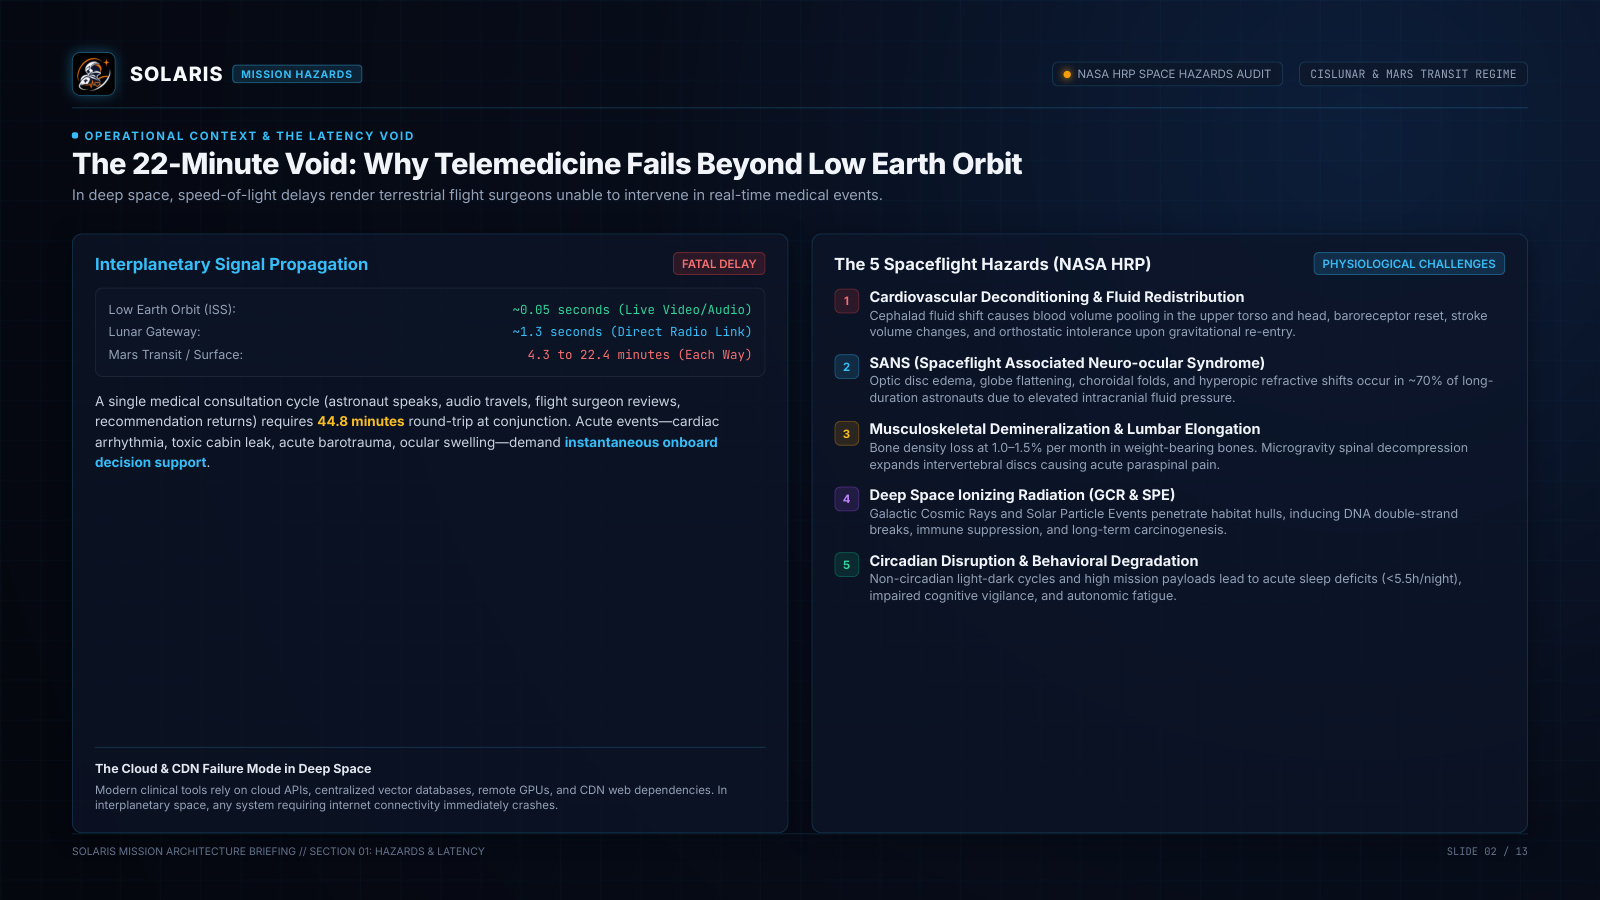 SOLARIS
MISSION HAZARDS
NASA HRP SPACE HAZARDS AUDIT
CISLUNAR & MARS TRANSIT REGIME
OPERATIONAL CONTEXT & THE LATENCY VOID
The 22-Minute Void: Why Telemedicine Fails Beyond Low Earth Orbit
In deep space, speed-of-light delays render terrestrial flight surgeons unable to intervene in real-time medical events.
Interplanetary Signal Propagation
FATAL DELAY
Low Earth Orbit (ISS): ~0.05 seconds (Live Video/Audio)
Lunar Gateway: ~1.3 seconds (Direct Radio Link)
Mars Transit / Surface: 4.3 to 22.4 minutes (Each Way)
A single medical consultation cycle (astronaut speaks, audio travels, flight surgeon reviews,
recommendation returns) requires 44.8 minutes round-trip at conjunction. Acute events—cardiac
arrhythmia, toxic cabin leak, acute barotrauma, ocular swelling—demand instantaneous onboard
decision support.
The Cloud & CDN Failure Mode in Deep Space
Modern clinical tools rely on cloud APIs, centralized vector databases, remote GPUs, and CDN web dependencies. In
interplanetary space, any system requiring internet connectivity immediately crashes.
The 5 Spaceflight Hazards (NASA HRP)
PHYSIOLOGICAL CHALLENGES
1 Cardiovascular Deconditioning & Fluid Redistribution
Cephalad fluid shift causes blood volume pooling in the upper torso and head, baroreceptor reset, stroke
volume changes, and orthostatic intolerance upon gravitational re-entry.
2 SANS (Spaceflight Associated Neuro-ocular Syndrome)
Optic disc edema, globe flattening, choroidal folds, and hyperopic refractive shifts occur in ~70% of long-
duration astronauts due to elevated intracranial fluid pressure.
3 Musculoskeletal Demineralization & Lumbar Elongation
Bone density loss at 1.0–1.5% per month in weight-bearing bones. Microgravity spinal decompression
expands intervertebral discs causing acute paraspinal pain.
4 Deep Space Ionizing Radiation (GCR & SPE)
Galactic Cosmic Rays and Solar Particle Events penetrate habitat hulls, inducing DNA double-strand
breaks, immune suppression, and long-term carcinogenesis.
5 Circadian Disruption & Behavioral Degradation
Non-circadian light-dark cycles and high mission payloads lead to acute sleep deficits (<5.5h/night),
impaired cognitive vigilance, and autonomic fatigue.
SOLARIS MISSION ARCHITECTURE BRIEFING // SECTION 01: HAZARDS & LATENCY
SLIDE 02 / 13